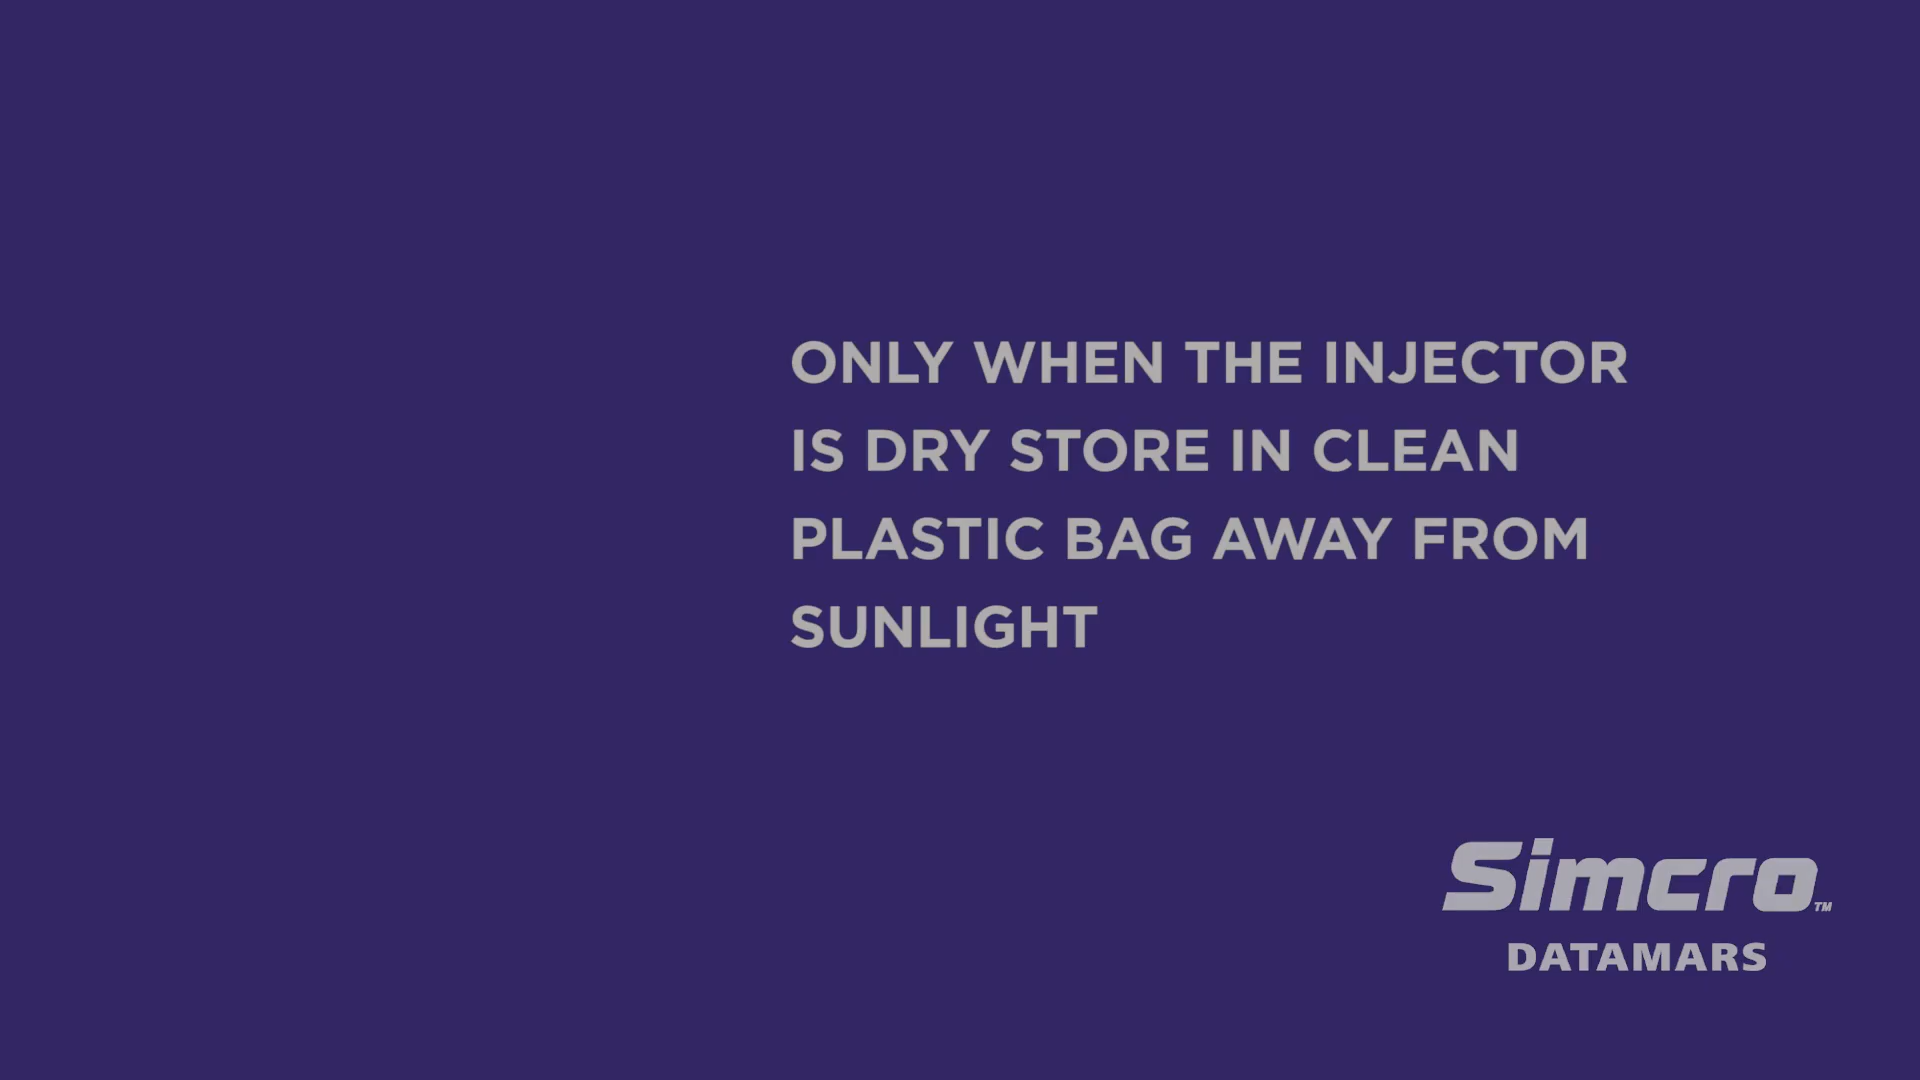 ONLY WHEN THE INJECTOR
IS DRY STORE IN CLEAN
PLASTIC BAG AWAY FROM
SUNLIGHT
Simcro™
DATAMARS